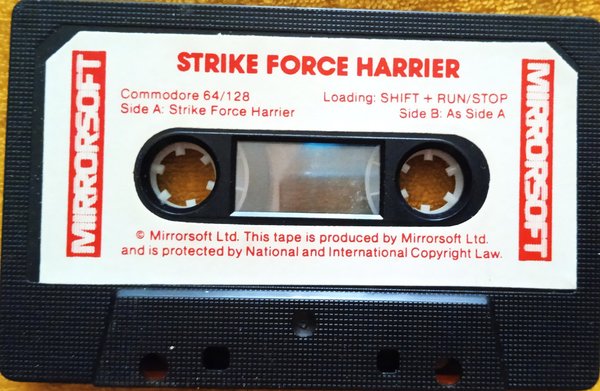 STRIKE FORCE HARRIER
Commodore 64/128 Loading: SHIFT + RUN/STOP
Side A: Strike Force Harrier Side B: As Side A
MIRRORSOFT
MIRRORSOFT
© Mirrorsoft Ltd. This tape is produced by Mirrorsoft Ltd.
and is protected by National and International Copyright Law.